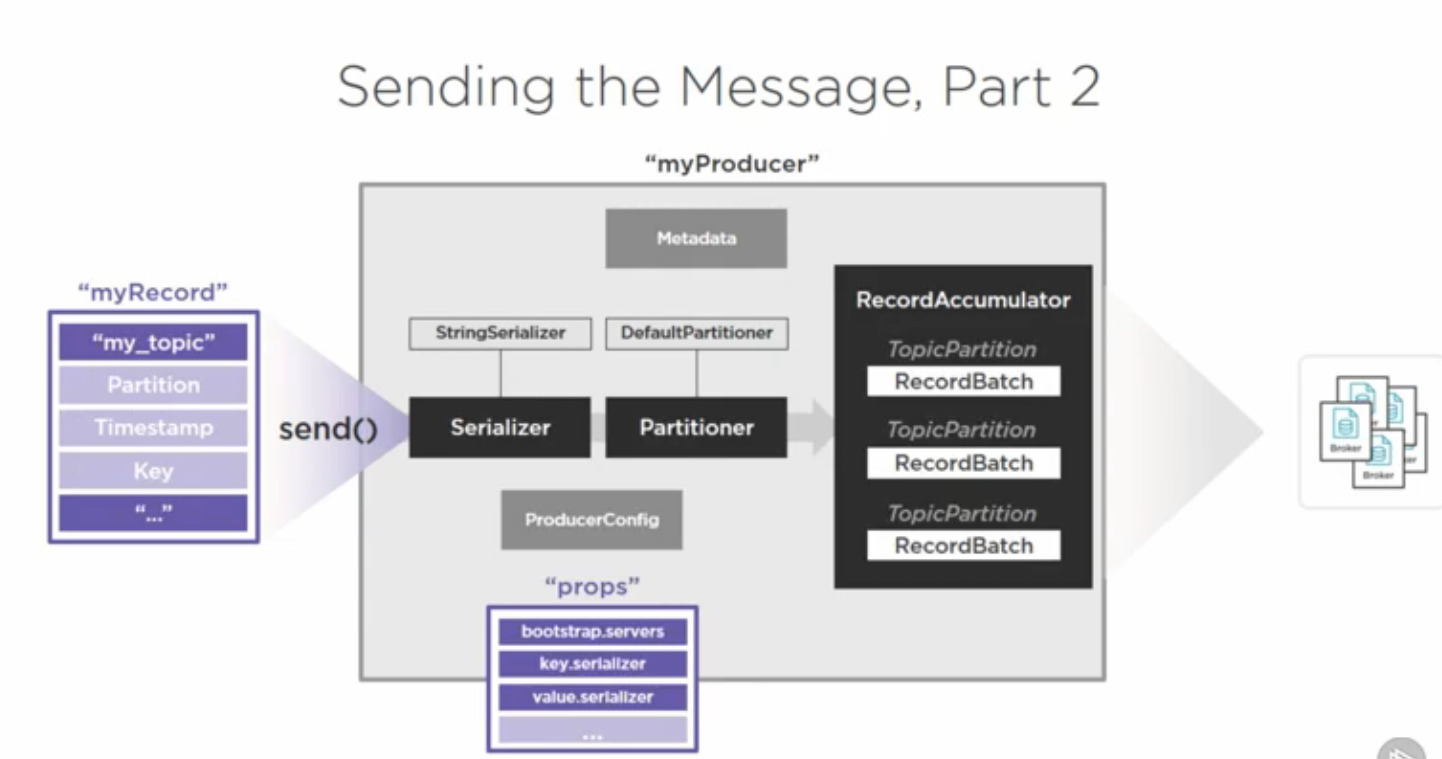 Sending the Message, Part 2
“myProducer”
Metadata
“myRecord”
“my_topic”
Partition
Timestamp
Key
“...”
send()
StringSerializer
DefaultPartitioner
Serializer
Partitioner
ProducerConfig
“props”
bootstrap.servers
key.serializer
value.serializer
...
RecordAccumulator
TopicPartition
RecordBatch
TopicPartition
RecordBatch
TopicPartition
RecordBatch
Broker
Broker